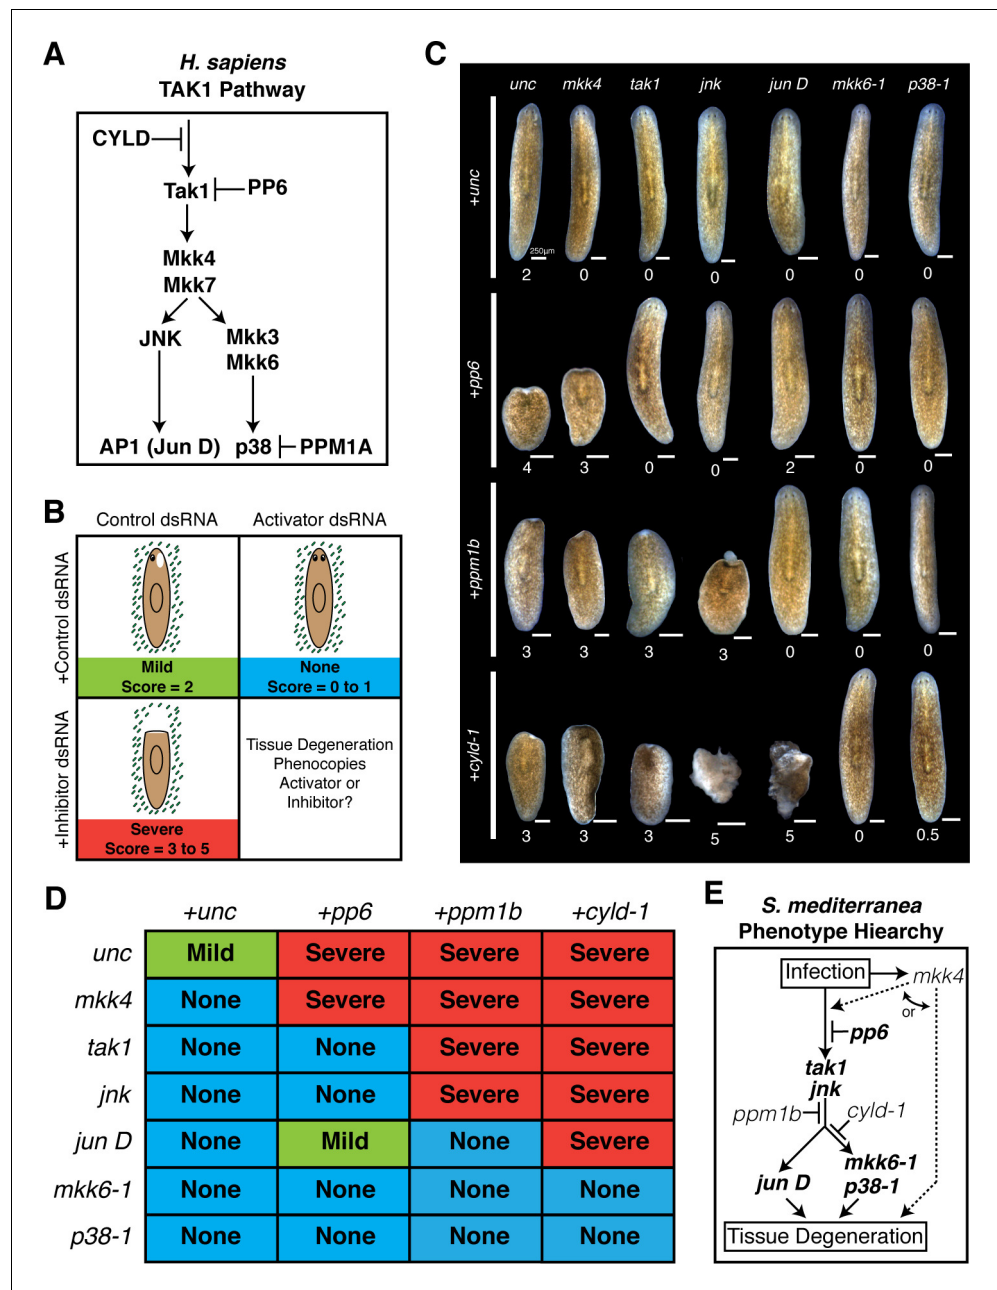 A
H. sapiens
TAK1 Pathway
CYLD
Tak1
PP6
Mkk4
Mkk7
JNK
Mkk3
Mkk6
AP1 (Jun D)
p38
PPM1A
B
Control dsRNA
Activator dsRNA
+Control dsRNA
Mild
Score = 2
None
Score = 0 to 1
+Inhibitor dsRNA
Severe
Score = 3 to 5
Tissue Degeneration
Phenocopies
Activator or
Inhibitor?
C
unc mkk4 tak1 jnk jun D mkk6-1 p38-1
+unc
250µm
2 0 0 0 0 0 0
+pp6
4 3 0 0 2 0 0
+ppm1b
3 3 3 3 0 0 0
+cyld-1
3 3 3 5 5 0 0.5
D
+unc +pp6 +ppm1b +cyld-1
unc Mild Severe Severe Severe
mkk4 None Severe Severe Severe
tak1 None None Severe Severe
jnk None None Severe Severe
jun D None Mild None Severe
mkk6-1 None None None None
p38-1 None None None None
E
S. mediterranea
Phenotype Hiearchy
Infection
mkk4
or
pp6
tak1
jnk
ppm1b
cyld-1
jun D
mkk6-1
p38-1
Tissue Degeneration